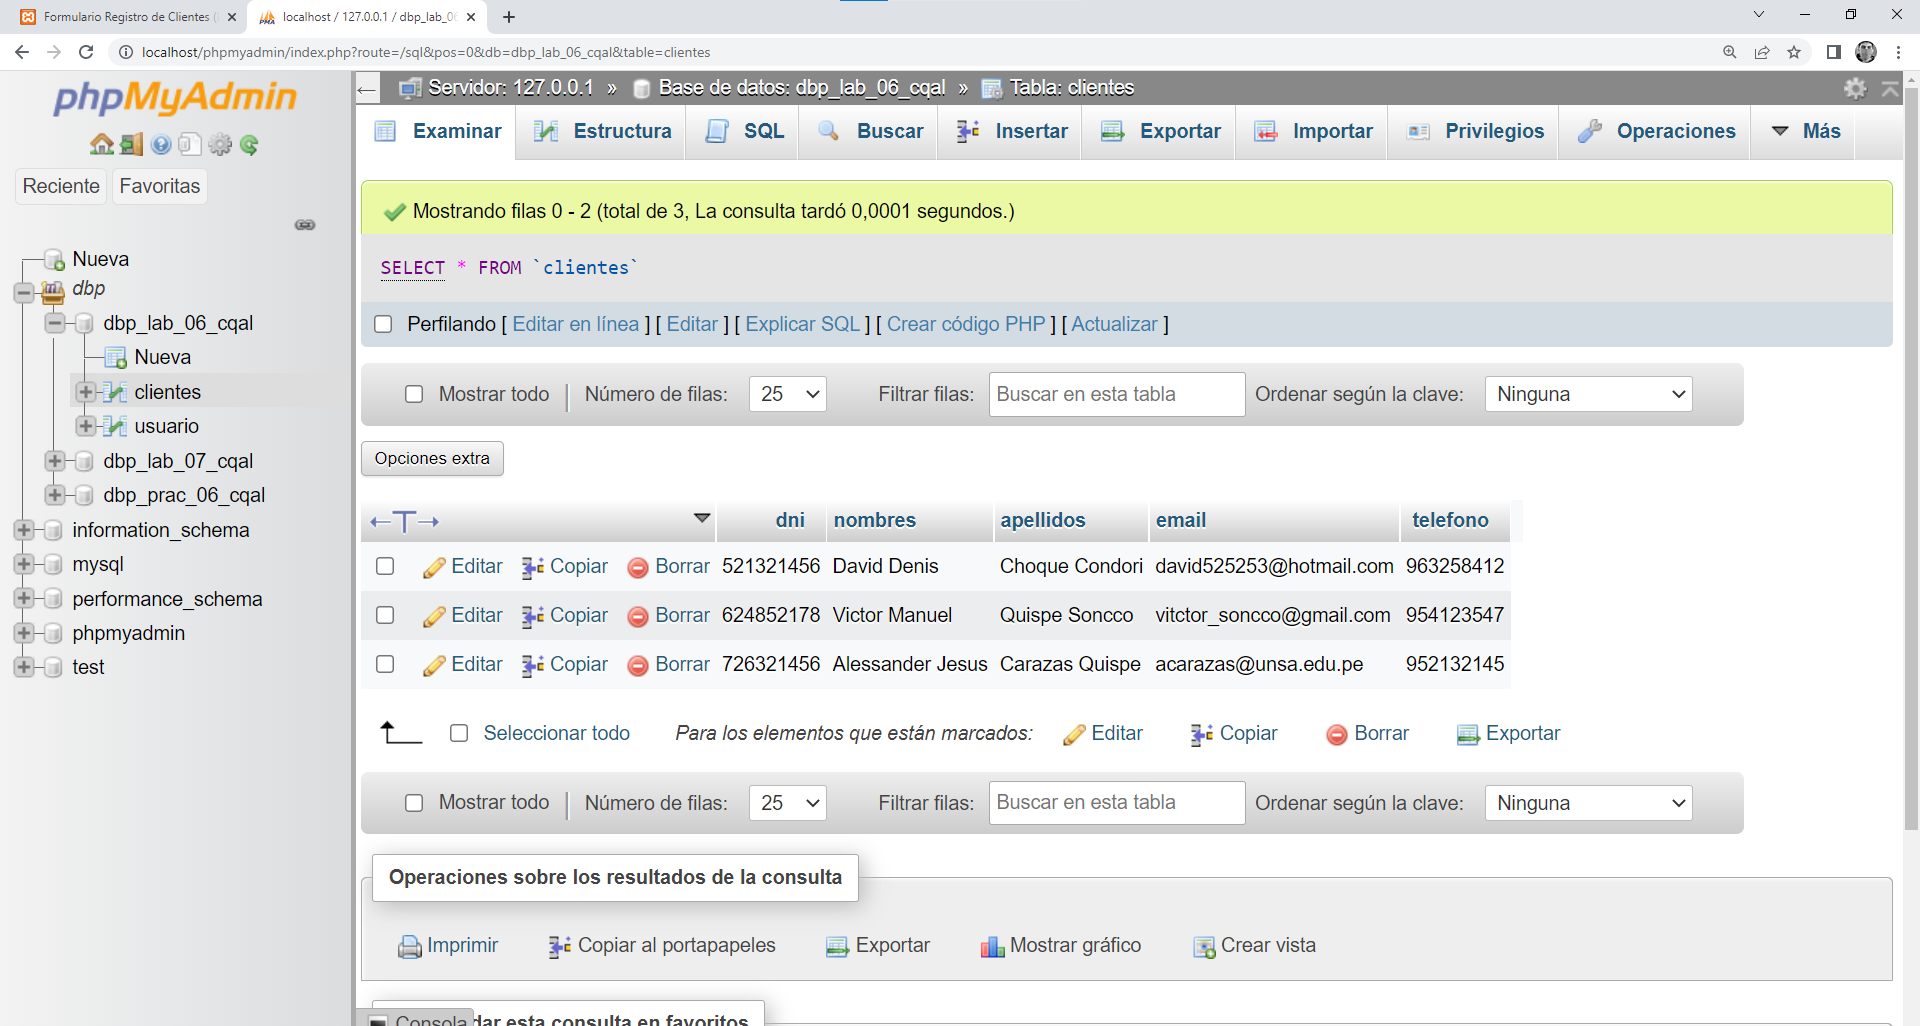 Formulario Registro de Clientes (
localhost / 127.0.0.1 / dbp_lab_06
localhost/phpmyadmin/index.php?route=/sql&pos=0&db=dbp_lab_06_cqal&table=clientes
phpMyAdmin
Reciente
Favoritas
Nueva
dbp
dbp_lab_06_cqal
Nueva
clientes
usuario
dbp_lab_07_cqal
dbp_prac_06_cqal
information_schema
mysql
performance_schema
phpmyadmin
test
Servidor: 127.0.0.1 » Base de datos: dbp_lab_06_cqal » Tabla: clientes
Examinar Estructura SQL Buscar Insertar Exportar Importar Privilegios Operaciones Más
Mostrando filas 0 - 2 (total de 3, La consulta tardó 0,0001 segundos.)
SELECT * FROM `clientes`
Perfilando [ Editar en línea ] [ Editar ] [ Explicar SQL ] [ Crear código PHP ] [ Actualizar ]
Mostrar todo Número de filas: 25 Filtrar filas: Buscar en esta tabla Ordenar según la clave: Ninguna
Opciones extra
←T→ dni nombres apellidos email telefono
Editar Copiar Borrar 521321456 David Denis Choque Condori david525253@hotmail.com 963258412
Editar Copiar Borrar 624852178 Victor Manuel Quispe Soncco vitctor_soncco@gmail.com 954123547
Editar Copiar Borrar 726321456 Alessander Jesus Carazas Quispe acarazas@unsa.edu.pe 952132145
Seleccionar todo Para los elementos que están marcados: Editar Copiar Borrar Exportar
Mostrar todo Número de filas: 25 Filtrar filas: Buscar en esta tabla Ordenar según la clave: Ninguna
Operaciones sobre los resultados de la consulta
Imprimir Copiar al portapapeles Exportar Mostrar gráfico Crear vista
Consola
dar esta consulta en favoritos